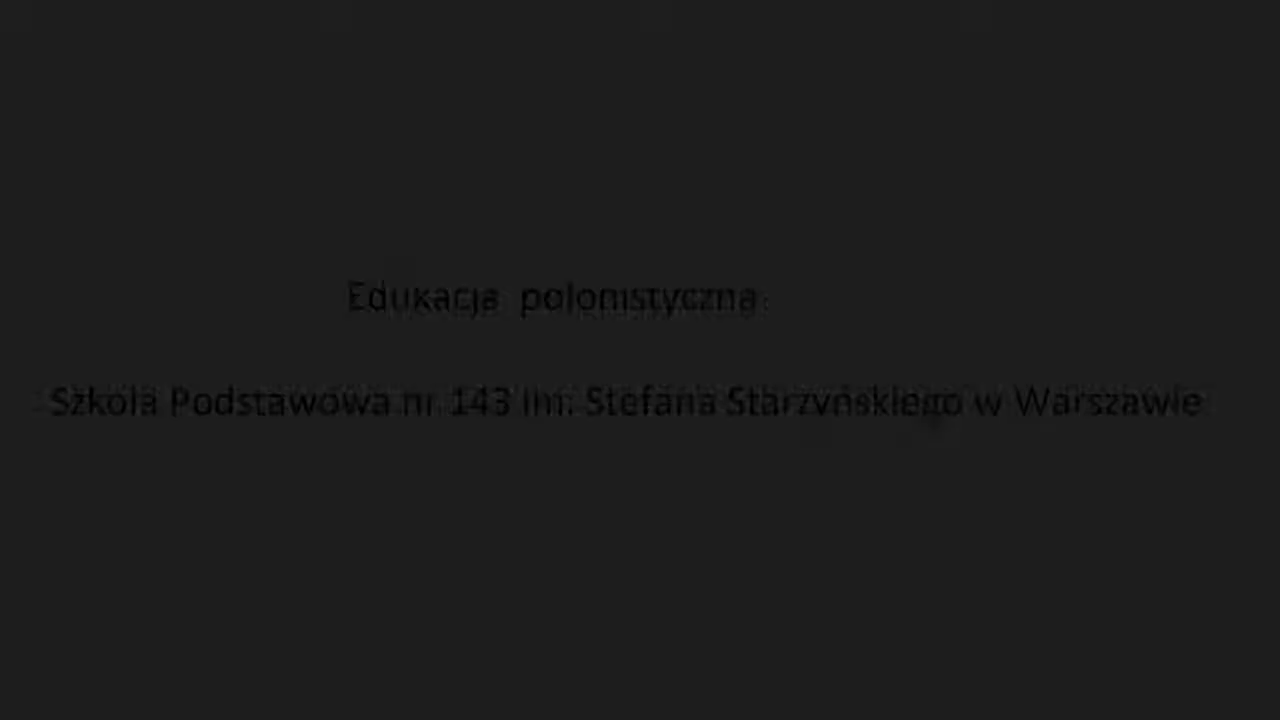 Edukacja polonistyczna
Szkoła Podstawowa nr 143 im. Stefana Starzyńskiego w Warszawie